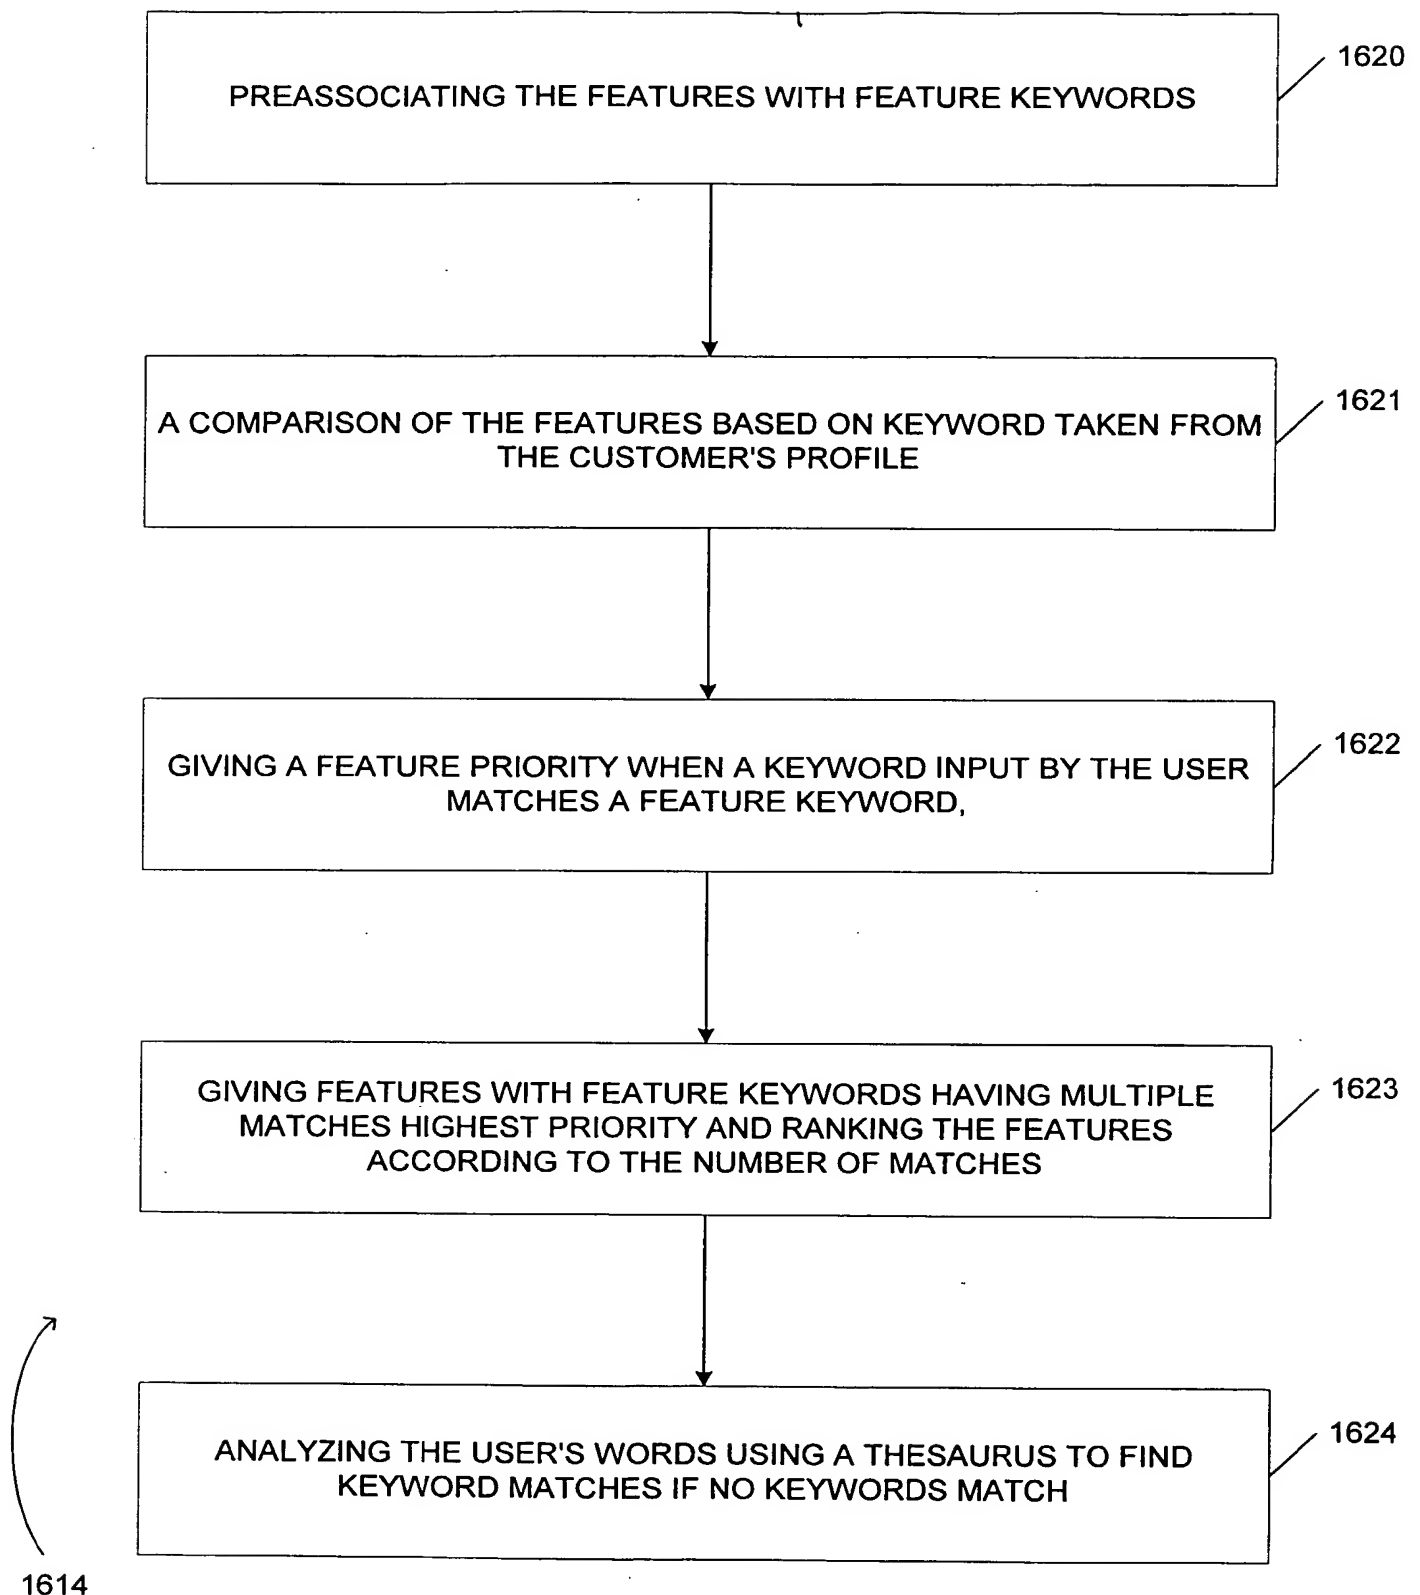 PREASSOCIATING THE FEATURES WITH FEATURE KEYWORDS
1620
A COMPARISON OF THE FEATURES BASED ON KEYWORD TAKEN FROM
THE CUSTOMER'S PROFILE
1621
GIVING A FEATURE PRIORITY WHEN A KEYWORD INPUT BY THE USER
MATCHES A FEATURE KEYWORD,
1622
GIVING FEATURES WITH FEATURE KEYWORDS HAVING MULTIPLE
MATCHES HIGHEST PRIORITY AND RANKING THE FEATURES
ACCORDING TO THE NUMBER OF MATCHES
1623
ANALYZING THE USER'S WORDS USING A THESAURUS TO FIND
KEYWORD MATCHES IF NO KEYWORDS MATCH
1624
1614